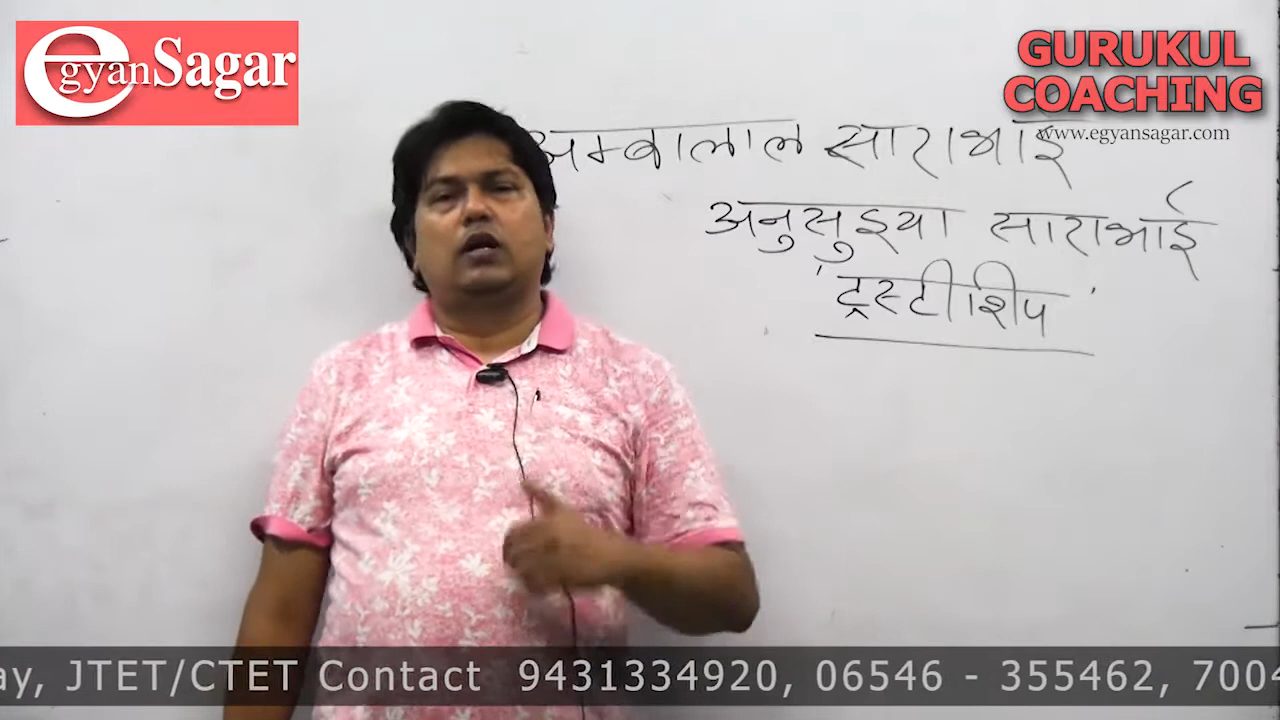 egyanSagar
GURUKUL
COACHING
www.egyansagar.com
अम्बालाल साराभाई
अनुसुइया साराभाई
'ट्रस्टीशिप'
ay, JTET/CTET Contact 9431334920, 06546 - 355462, 7004